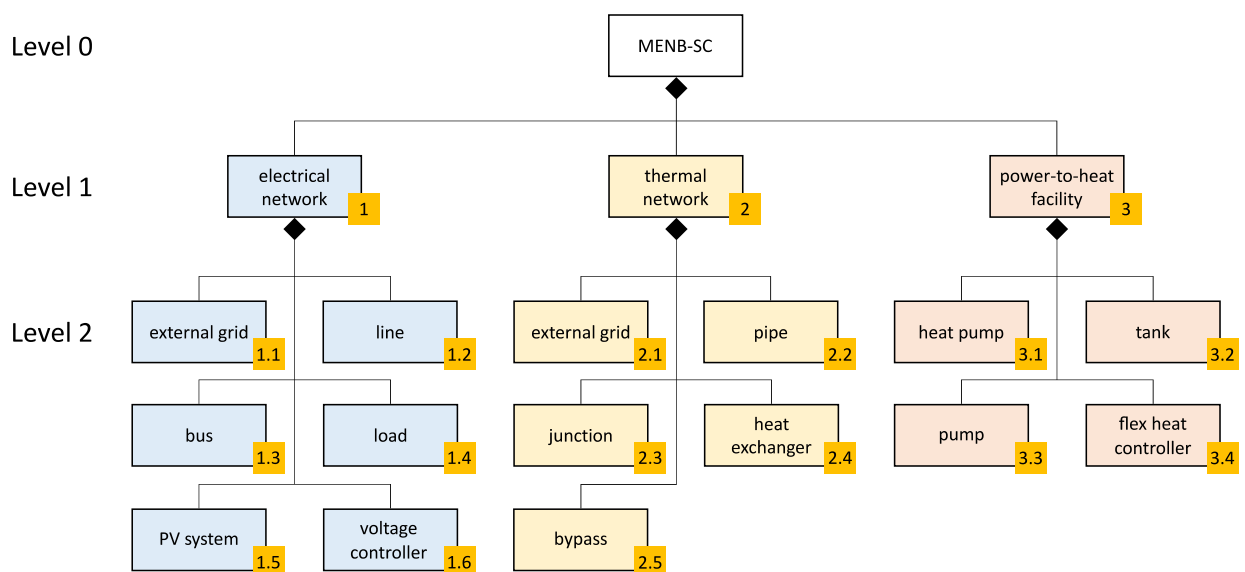 Level 0
MENB-SC
Level 1
electrical
network
1
thermal
network
2
power-to-heat
facility
3
Level 2
external grid
1.1
line
1.2
external grid
2.1
pipe
2.2
heat pump
3.1
tank
3.2
bus
1.3
load
1.4
junction
2.3
heat
exchanger
2.4
pump
3.3
flex heat
controller
3.4
PV system
1.5
voltage
controller
1.6
bypass
2.5